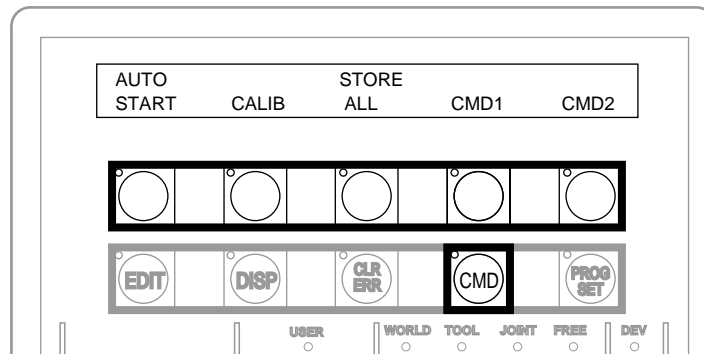 AUTO STORE
START CALIB ALL CMD1 CMD2
EDIT DISP CLR ERR CMD PROG SET
USER WORLD TOOL JOINT FREE DEV